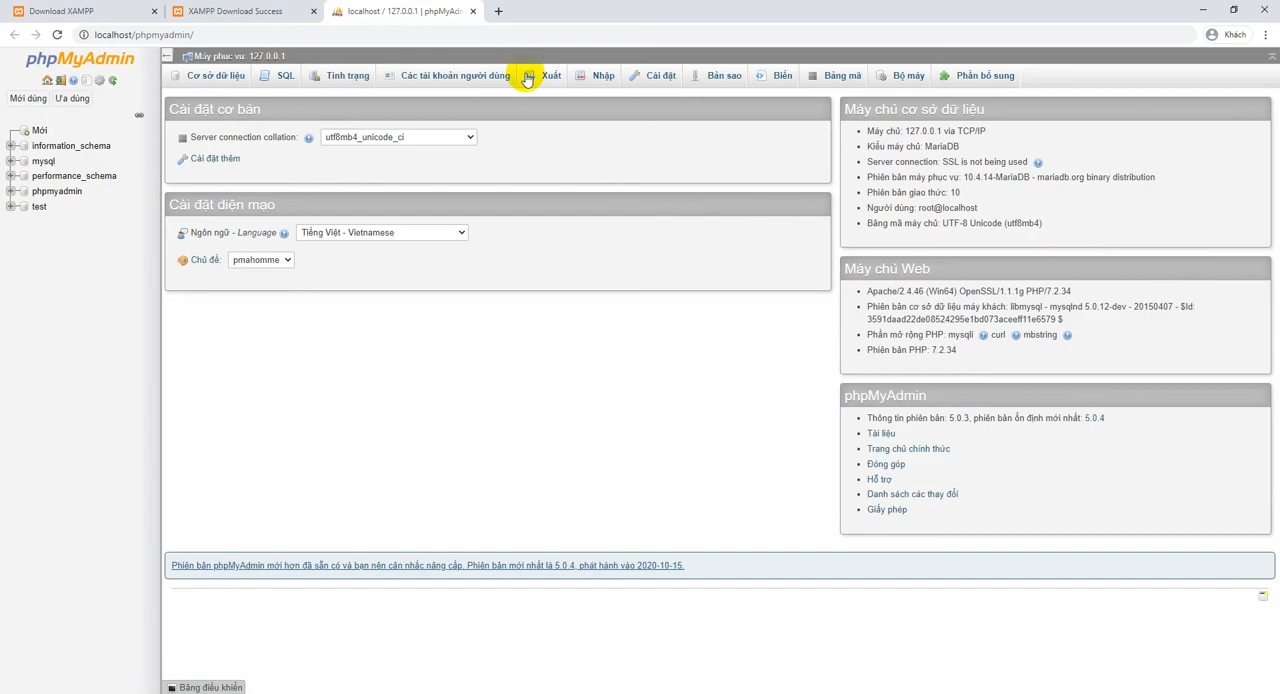 Download XAMPP
XAMPP Download Success
localhost / 127.0.0.1 | phpMyAdm
localhost/phpmyadmin/
Khách
phpMyAdmin
Mới dùng Ưa dùng
Mới
information_schema
mysql
performance_schema
phpmyadmin
test
Máy phục vụ: 127.0.0.1
Cơ sở dữ liệu SQL Tình trạng Các tài khoản người dùng Xuất Nhập Cài đặt Bản sao Biến Bảng mã Bộ máy Phần bổ sung
Cài đặt cơ bản
Server connection collation: utf8mb4_unicode_ci
Cài đặt thêm
Cài đặt diện mạo
Ngôn ngữ - Language Tiếng Việt - Vietnamese
Chủ đề: pmahomme
Máy chủ cơ sở dữ liệu
Máy chủ: 127.0.0.1 via TCP/IP
Kiểu máy chủ: MariaDB
Server connection: SSL is not being used
Phiên bản máy phục vụ: 10.4.14-MariaDB - mariadb.org binary distribution
Phiên bản giao thức: 10
Người dùng: root@localhost
Bảng mã máy chủ: UTF-8 Unicode (utf8mb4)
Máy chủ Web
Apache/2.4.46 (Win64) OpenSSL/1.1.1g PHP/7.2.34
Phiên bản cơ sở dữ liệu máy khách: libmysql - mysqlnd 5.0.12-dev - 20150407 - $Id:
3591daad22de08524295e1bd073aceeff11e6579 $
Phần mở rộng PHP: mysqli curl mbstring
Phiên bản PHP: 7.2.34
phpMyAdmin
Thông tin phiên bản: 5.0.3, phiên bản ổn định mới nhất: 5.0.4
Tài liệu
Trang chủ chính thức
Đóng góp
Hỗ trợ
Danh sách các thay đổi
Giấy phép
Phiên bản phpMyAdmin mới hơn đã sẵn có và bạn nên cân nhắc nâng cấp. Phiên bản mới nhất là 5.0.4, phát hành vào 2020-10-15.
Bảng điều khiển